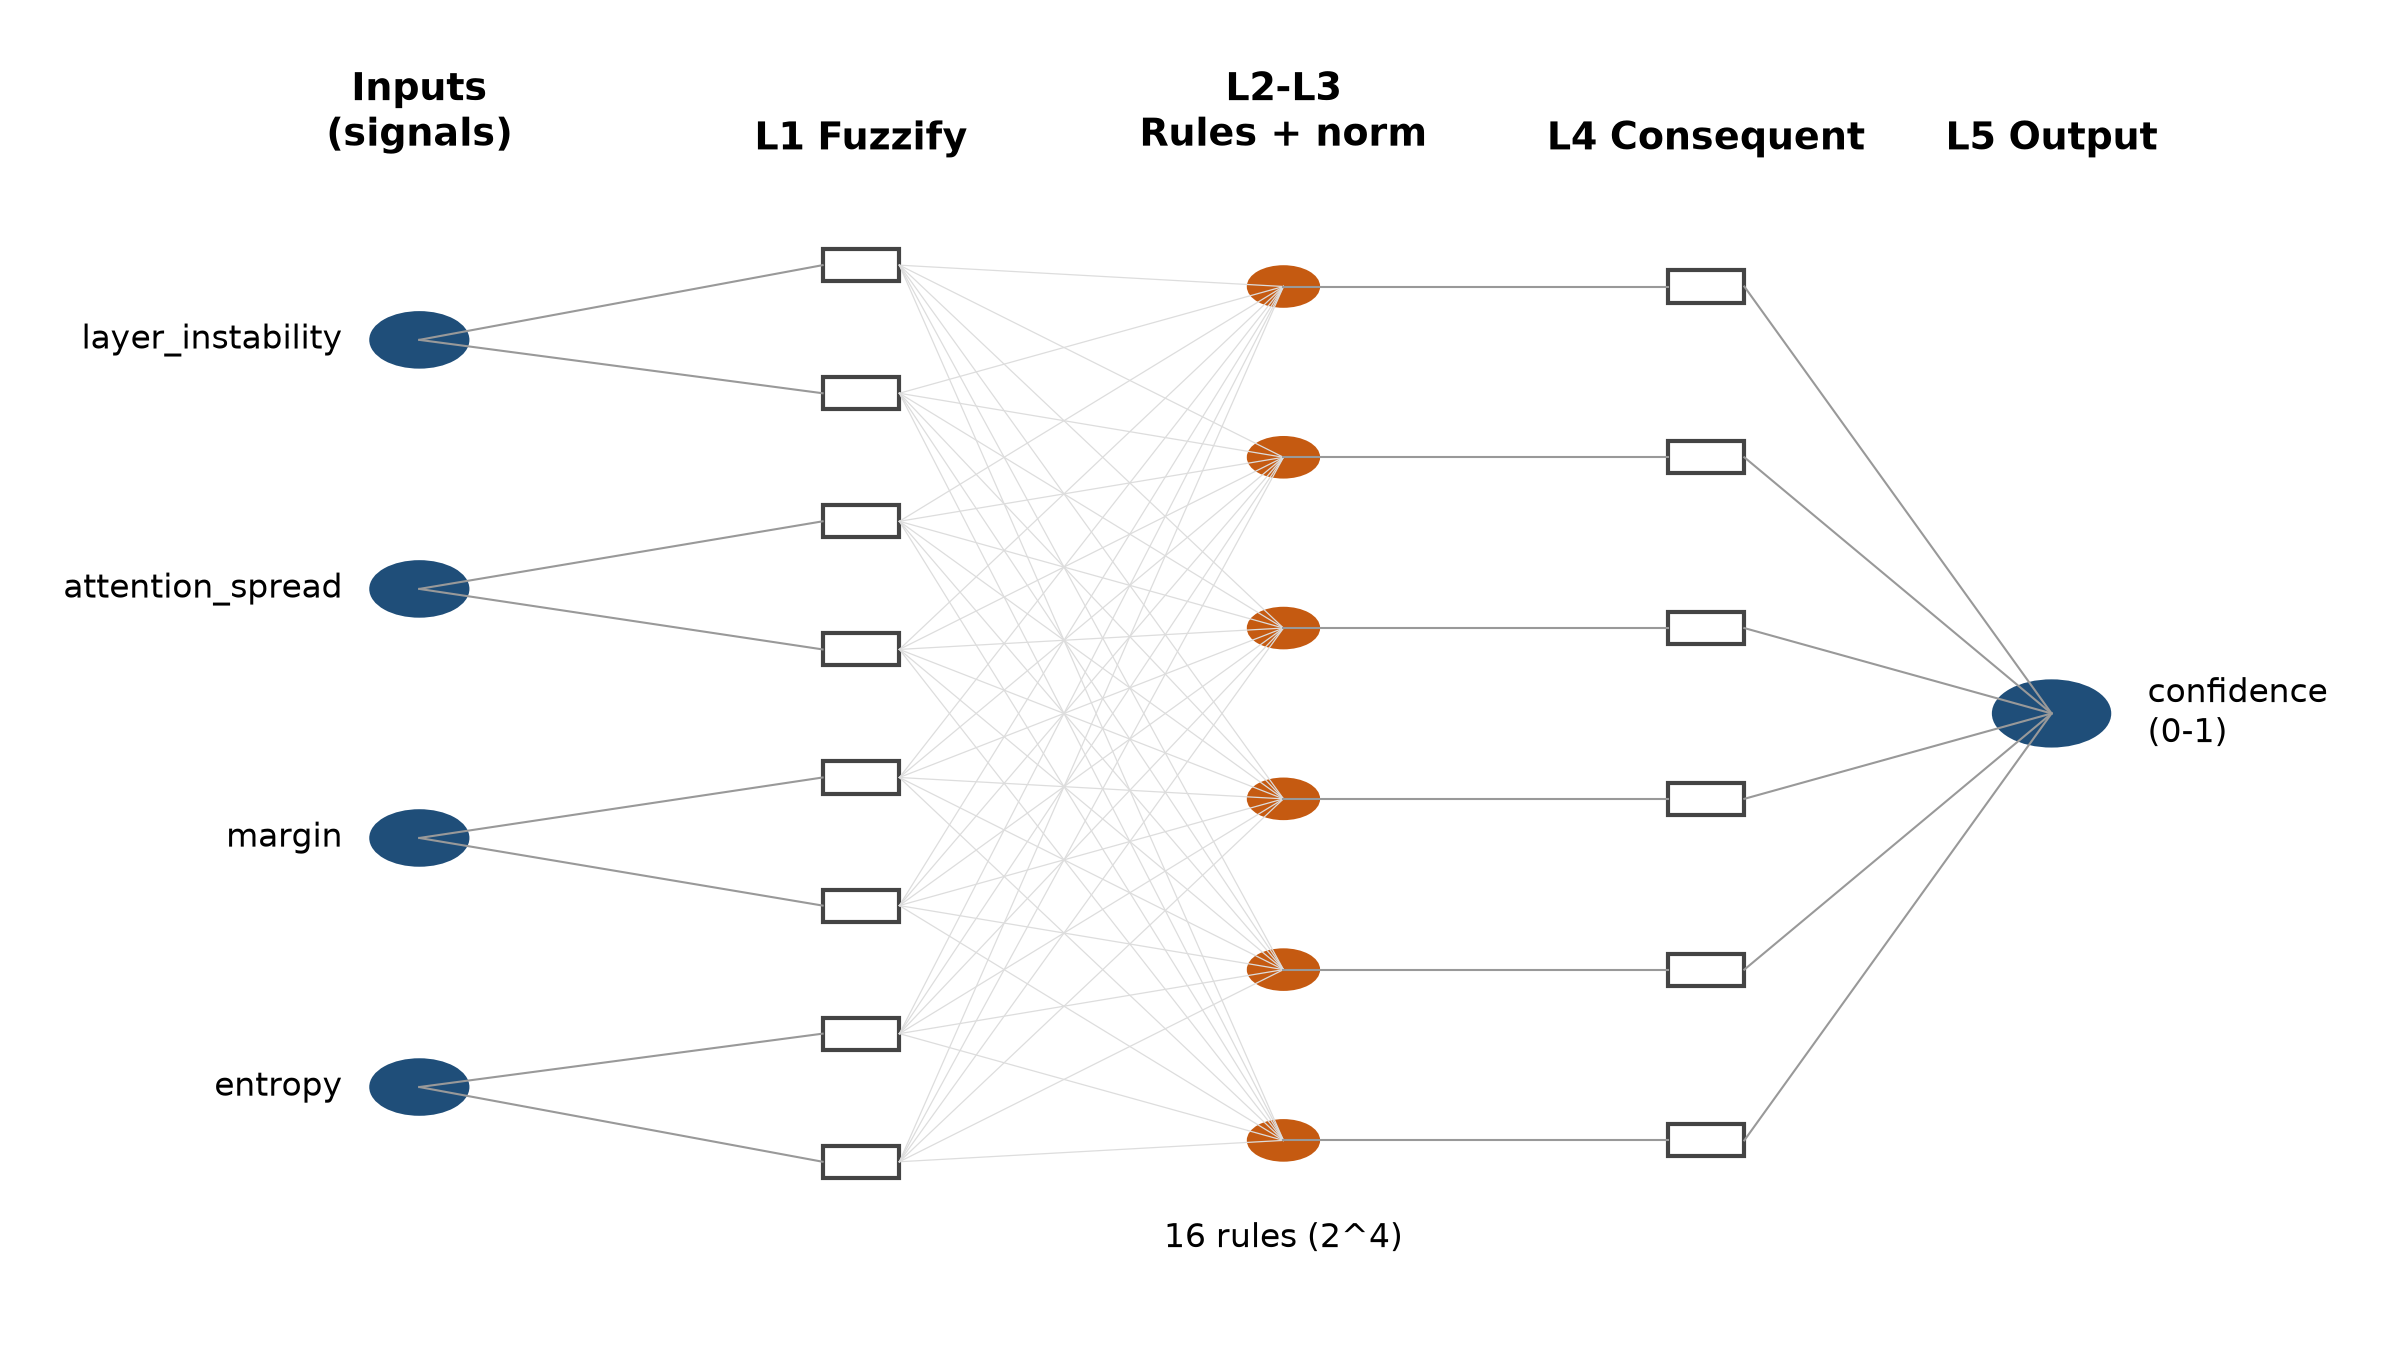 Inputs
(signals)
L1 Fuzzify
L2-L3
Rules + norm
L4 Consequent
L5 Output
layer_instability
attention_spread
margin
entropy
confidence
(0-1)
16 rules (2^4)